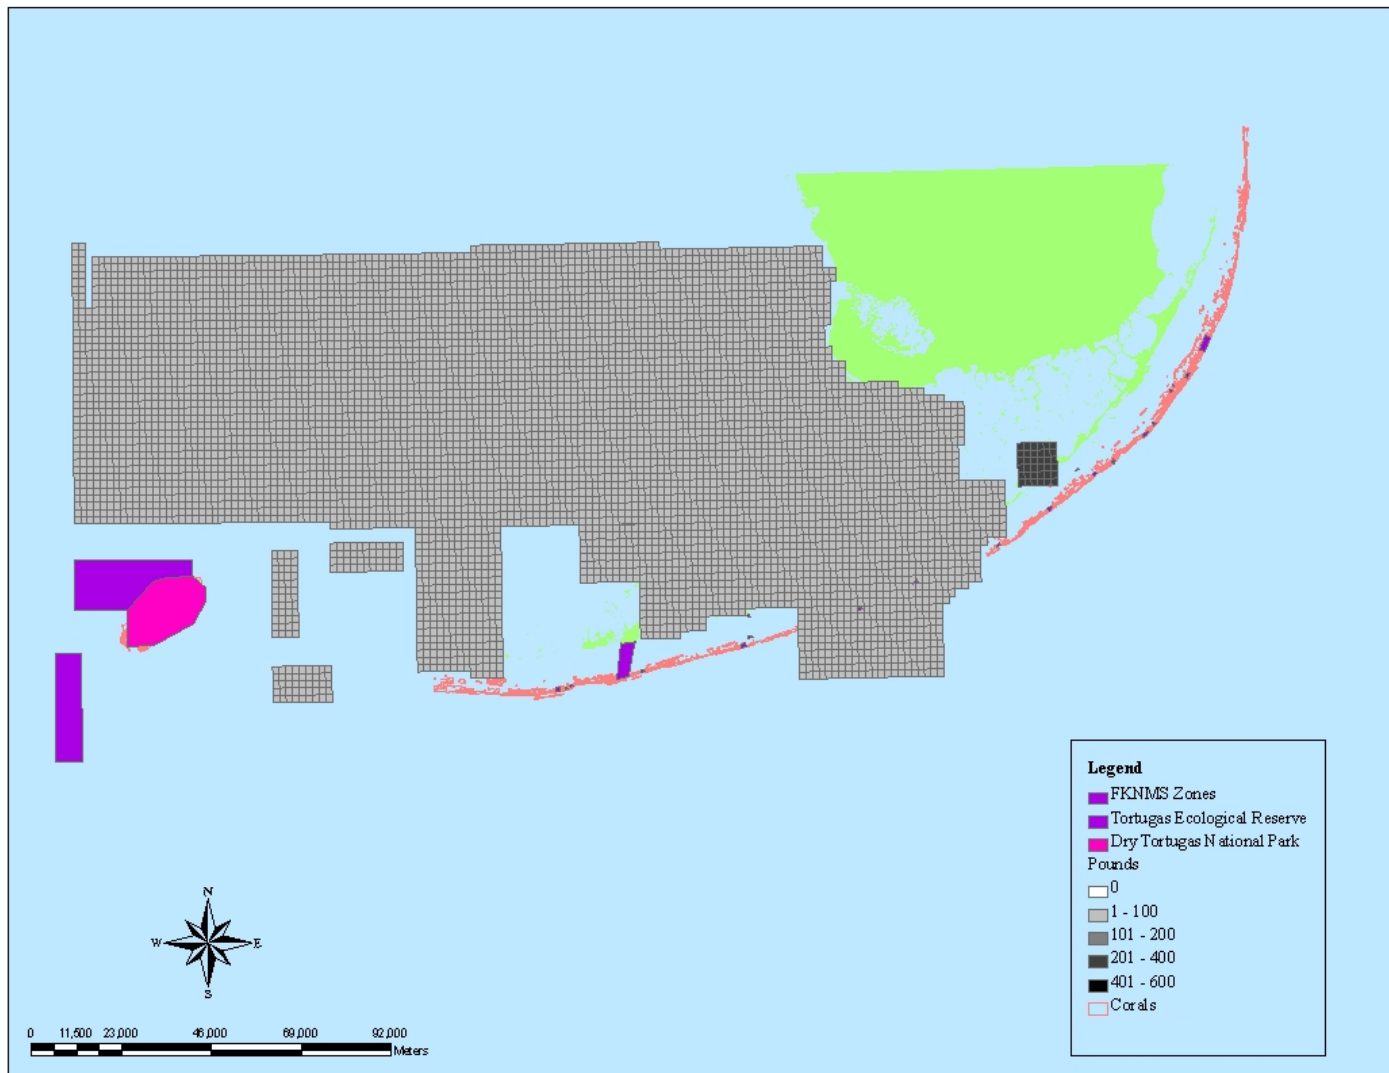 Legend
FKNMS Zones
Tortugas Ecological Reserve
Dry Tortugas National Park
Pounds
0
1 - 100
101 - 200
201 - 400
401 - 600
Corals
N
W E
S
0 11,500 23,000 46,000 69,000 92,000
Meters